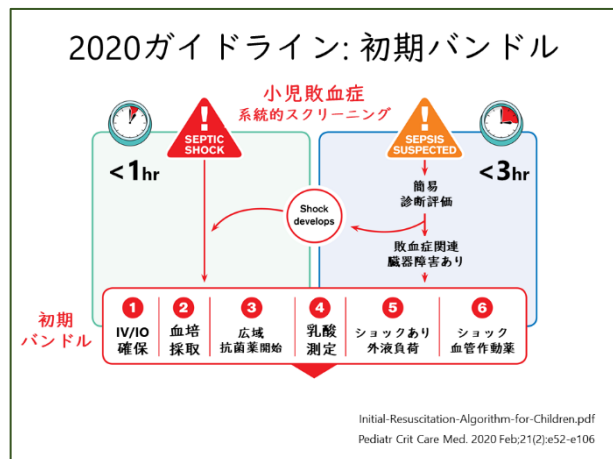 2020ガイドライン: 初期バンドル
小児敗血症
系統的スクリーニング
SEPTIC
SHOCK
<1hr
SEPSIS
SUSPECTED
<3hr
簡易
診断評価
Shock
develops
敗血症関連
臓器障害あり
初期
バンドル
1
IV/IO
確保
2
血培
採取
3
広域
抗菌薬開始
4
乳酸
測定
5
ショックあり
外液負荷
6
ショック
血管作動薬
Initial-Resuscitation-Algorithm-for-Children.pdf
Pediatr Crit Care Med. 2020 Feb;21(2):e52-e106